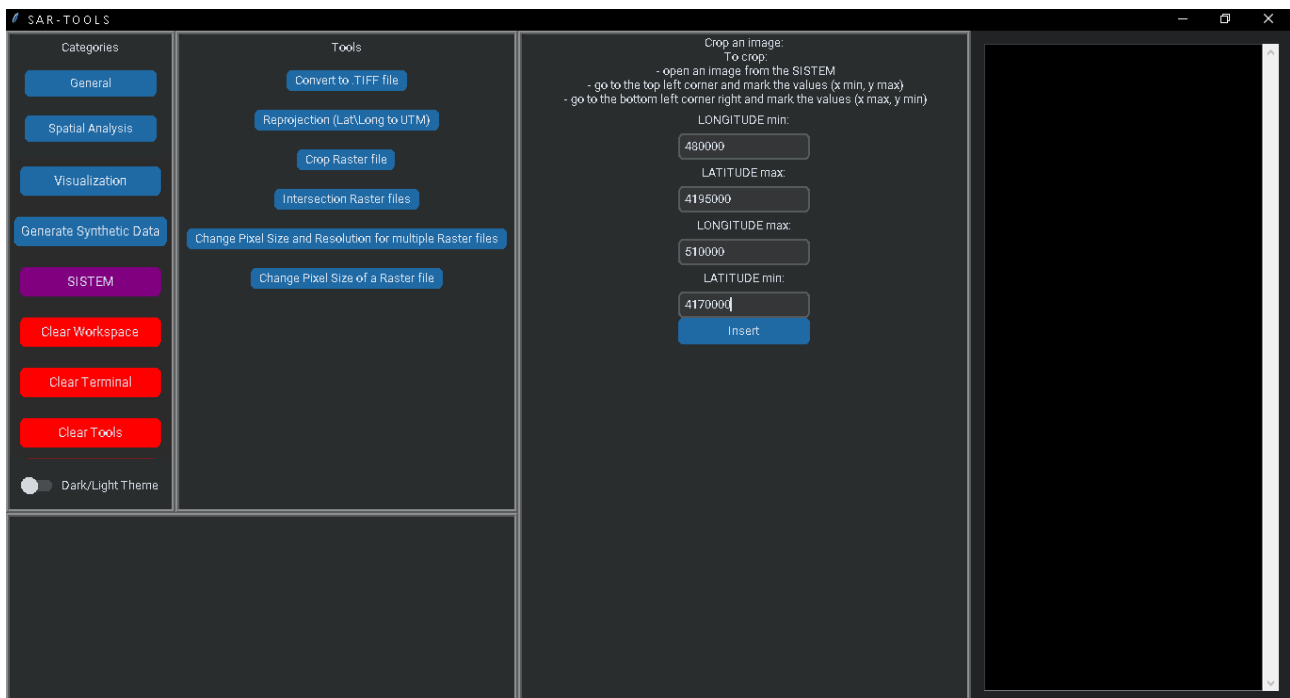 SAR-TOOLS
Categories
General
Spatial Analysis
Visualization
Generate Synthetic Data
SISTEM
Clear Workspace
Clear Terminal
Clear Tools
Dark/Light Theme
Tools
Convert to .TIFF file
Reprojection (Lat\Long to UTM)
Crop Raster file
Intersection Raster files
Change Pixel Size and Resolution for multiple Raster files
Change Pixel Size of a Raster file
Crop an image:
To crop:
- open an image from the SISTEM
- go to the top left corner and mark the values (x min, y max)
- go to the bottom left corner right and mark the values (x max, y min)
LONGITUDE min:
480000
LATITUDE max:
4195000
LONGITUDE max:
510000
LATITUDE min:
4170000
Insert